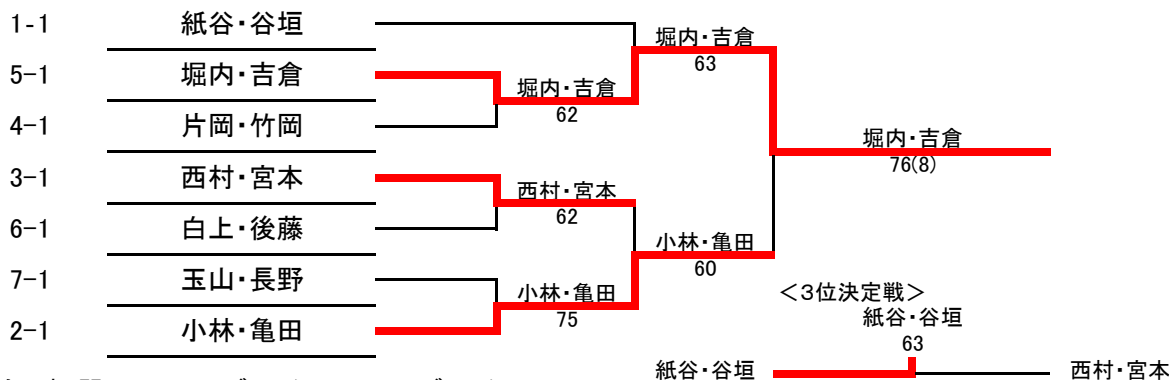 1-1 紙谷・谷垣
堀内・吉倉
63
5-1 堀内・吉倉
堀内・吉倉
62
4-1 片岡・竹岡
堀内・吉倉
76(8)
3-1 西村・宮本
西村・宮本
62
6-1 白上・後藤
小林・亀田
60
7-1 玉山・長野
小林・亀田
75
2-1 小林・亀田
<3位決定戦>
紙谷・谷垣
63
紙谷・谷垣 西村・宮本